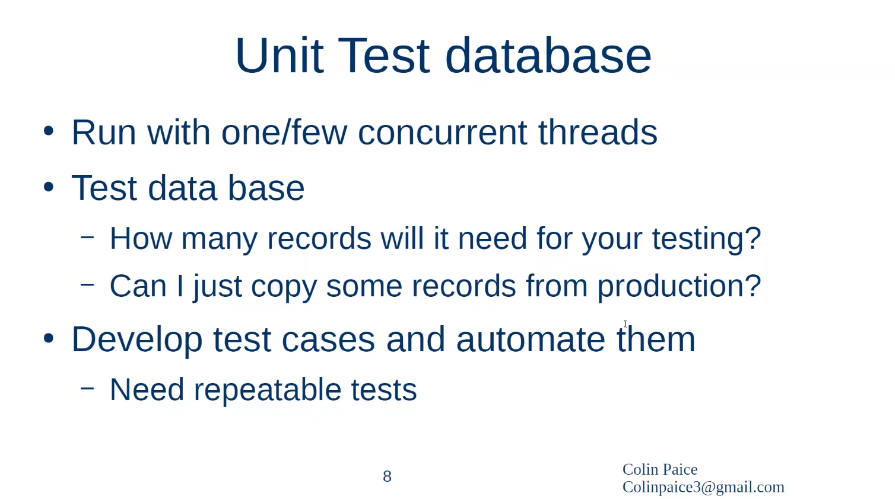 Unit Test database
• Run with one/few concurrent threads
• Test data base
– How many records will it need for your testing?
– Can I just copy some records from production?
• Develop test cases and automate them
– Need repeatable tests
8
Colin Paice
Colinpaice3@gmail.com